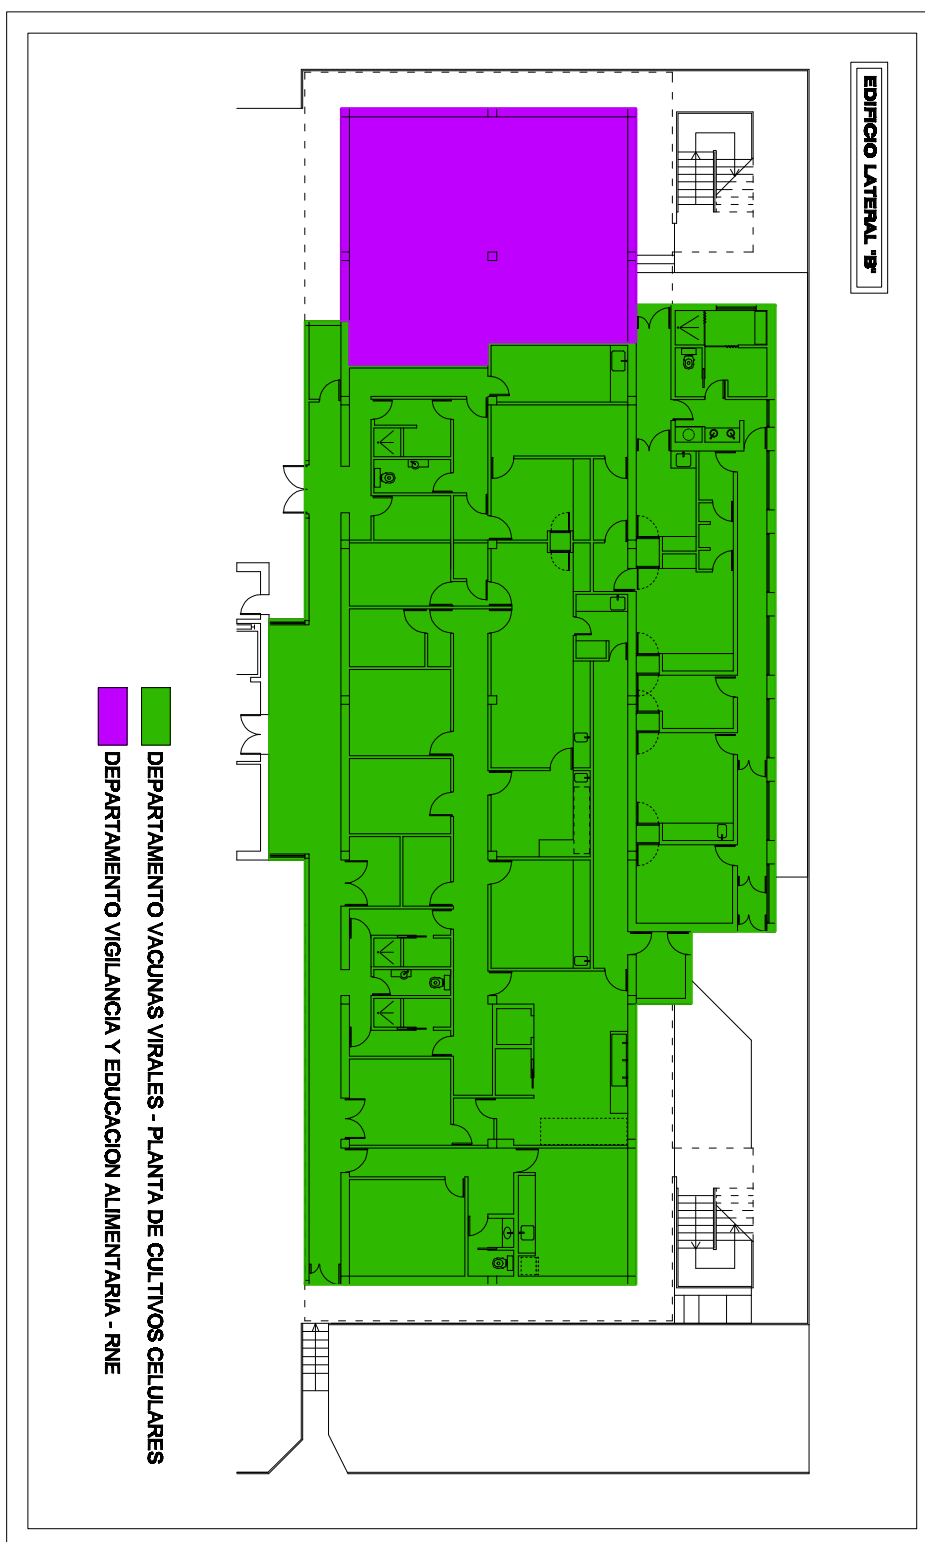 EDIFICIO LATERAL "B"
DEPARTAMENTO VACUNAS VIRALES - PLANTA DE CULTIVOS CELULARES
DEPARTAMENTO VIGILANCIA Y EDUCACION ALIMENTARIA - RNE